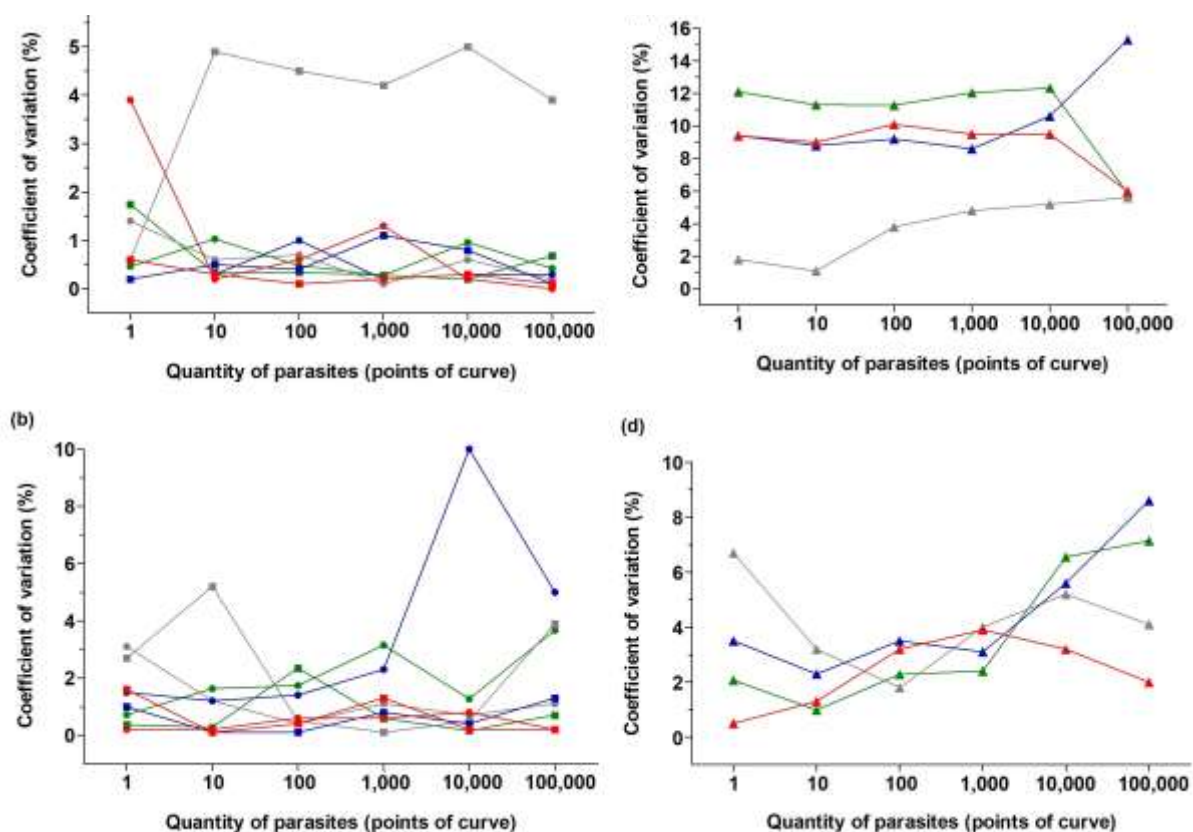 Coefficient of variation (%)
5
4
3
2
1
0
1 10 100 1,000 10,000 100,000
Quantity of parasites (points of curve)
Coefficient of variation (%)
16
14
12
10
8
6
4
2
0
1 10 100 1,000 10,000 100,000
Quantity of parasites (points of curve)
(b)
Coefficient of variation (%)
10
8
6
4
2
0
1 10 100 1,000 10,000 100,000
Quantity of parasites (points of curve)
(d)
Coefficient of variation (%)
10
8
6
4
2
0
1 10 100 1,000 10,000 100,000
Quantity of parasites (points of curve)